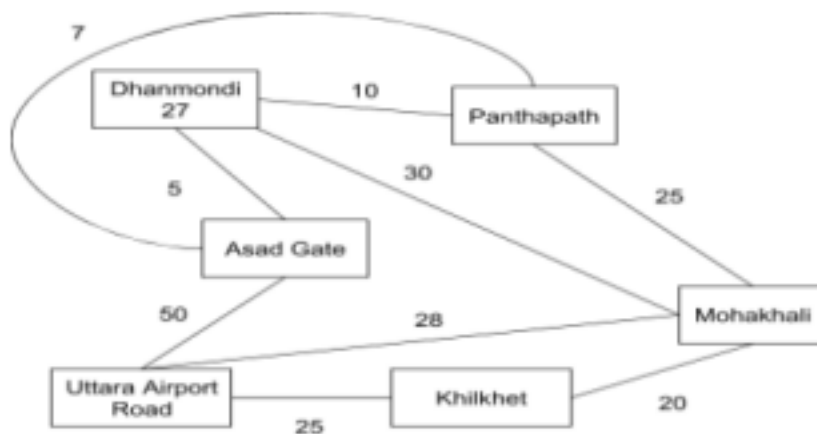 7
Dhanmondi
27
10
Panthapath
30
25
5
Asad Gate
50
28
Mohakhali
Uttara Airport
Road
Khilkhet
20
25